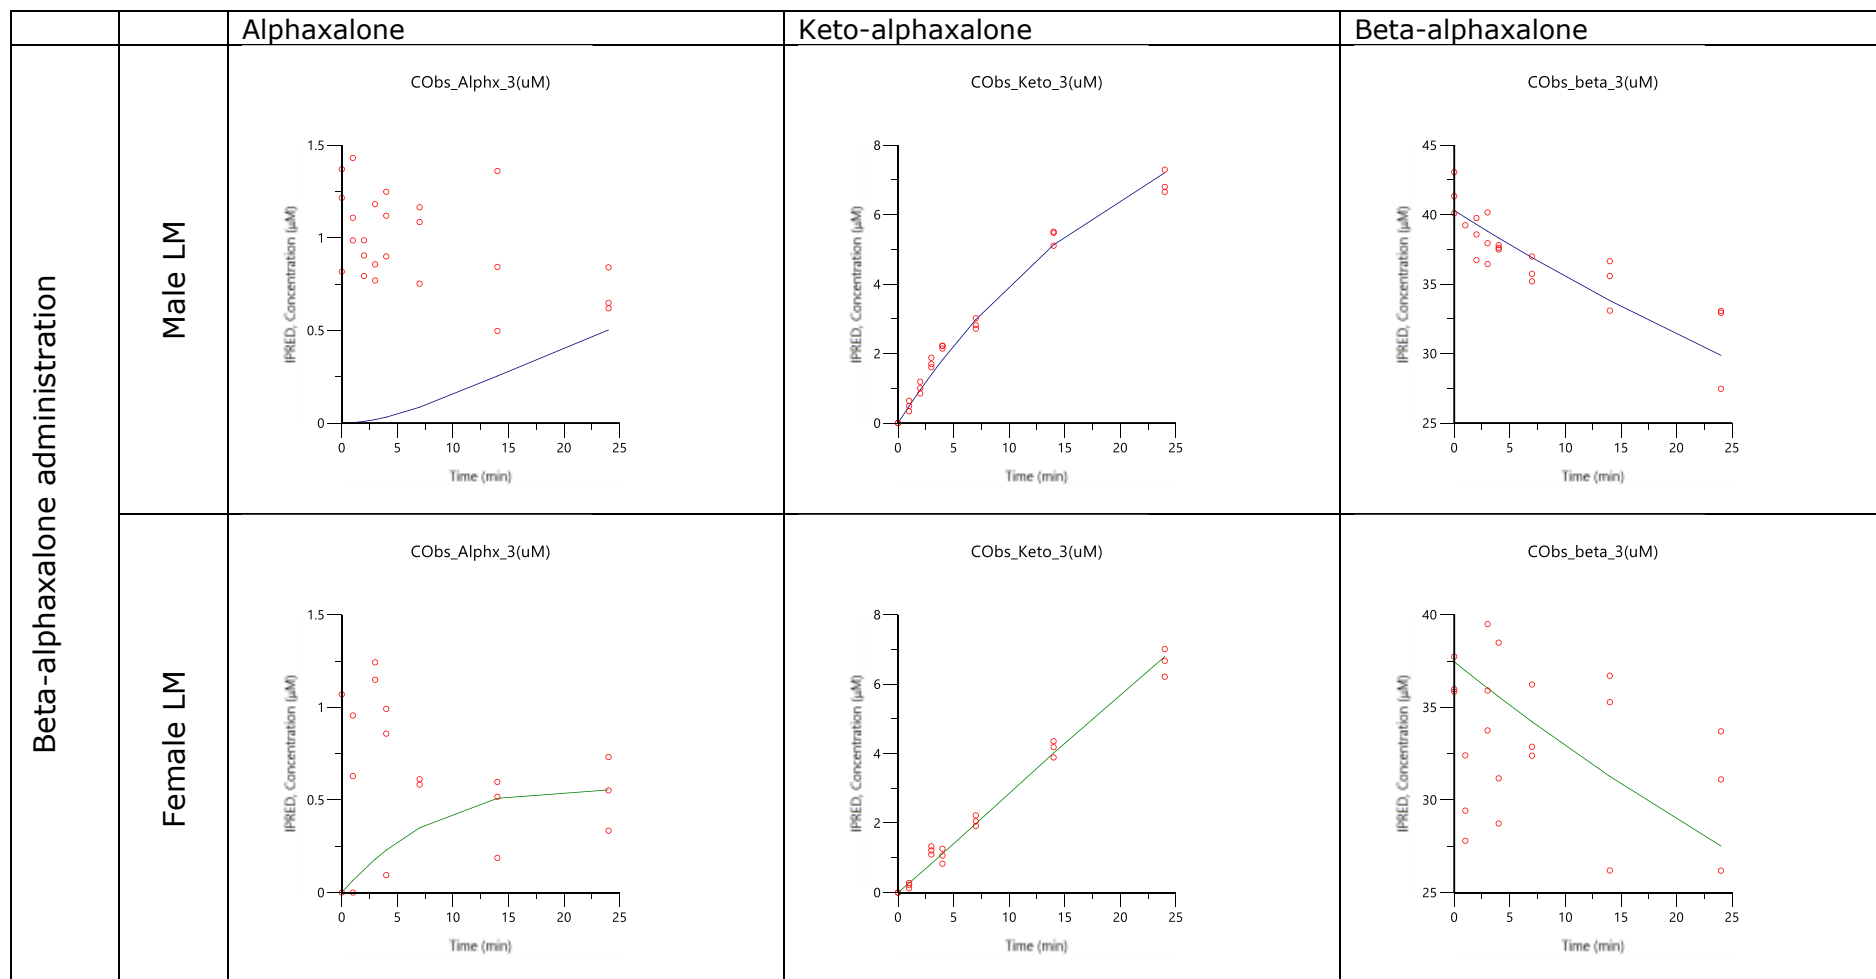 Alphaxalone
Keto-alphaxalone
Beta-alphaxalone
Beta-alphaxalone administration
Male LM
CObs_Alphx_3(uM)
1.5
1
0.5
0
IPRED, Concentration (µM)
0 5 10 15 20 25
Time (min)
CObs_Keto_3(uM)
8
6
4
2
0
IPRED, Concentration (µM)
0 5 10 15 20 25
Time (min)
CObs_beta_3(uM)
45
40
35
30
25
IPRED, Concentration (µM)
0 5 10 15 20 25
Time (min)
Female LM
CObs_Alphx_3(uM)
1.5
1
0.5
0
IPRED, Concentration (µM)
0 5 10 15 20 25
Time (min)
CObs_Keto_3(uM)
8
6
4
2
0
IPRED, Concentration (µM)
0 5 10 15 20 25
Time (min)
CObs_beta_3(uM)
40
35
30
25
IPRED, Concentration (µM)
0 5 10 15 20 25
Time (min)